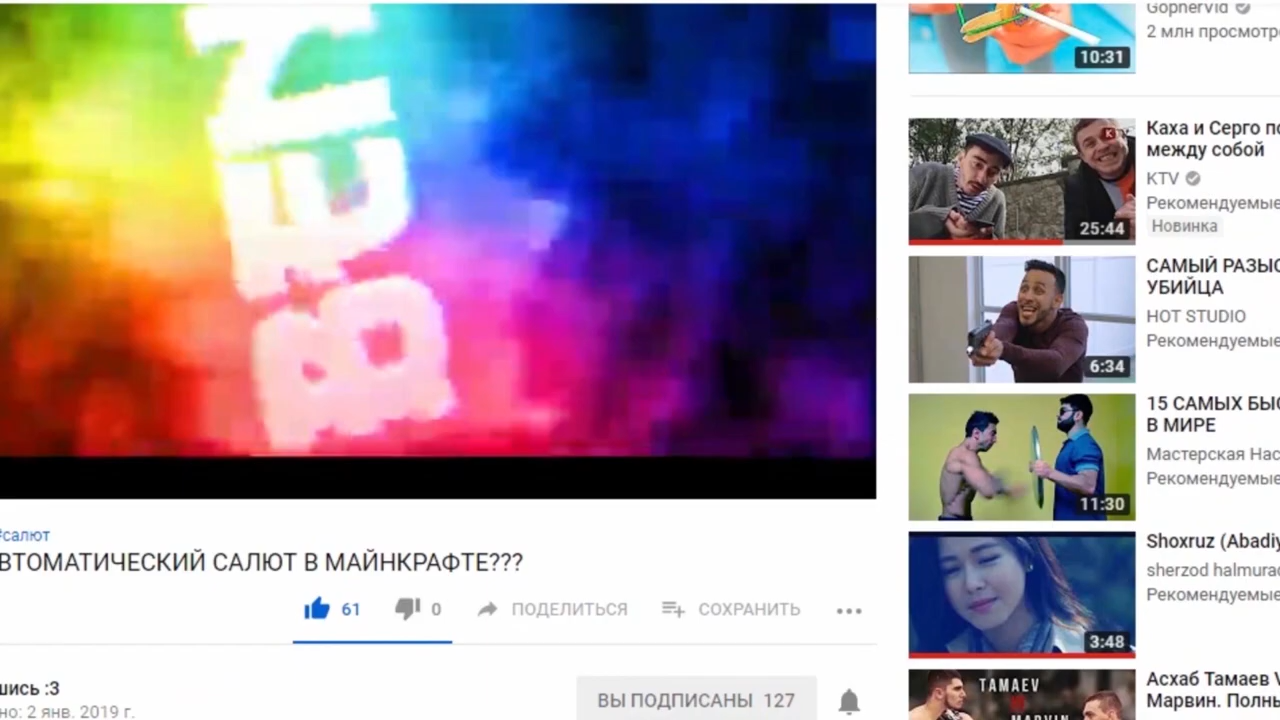 #салют
ВТОМАТИЧЕСКИЙ САЛЮТ В МАЙНКРАФТЕ???
61
0
ПОДЕЛИТЬСЯ
СОХРАНИТЬ
шись :3
но: 2 янв. 2019 г.
ВЫ ПОДПИСАНЫ 127
GopnerVid
2 млн просмотр
10:31
Каха и Серго по
между собой
KTV
Рекомендуемые
Новинка
25:44
САМЫЙ РАЗЫС
УБИЙЦА
HOT STUDIO
Рекомендуемые
6:34
15 САМЫХ БЫС
В МИРЕ
Мастерская Нас
Рекомендуемые
11:30
Shoxruz (Abadiy
sherzod halmurad
Рекомендуемые
3:48
Асхаб Тамаев V
Марвин. Полны
TAMAEV
MARVIN